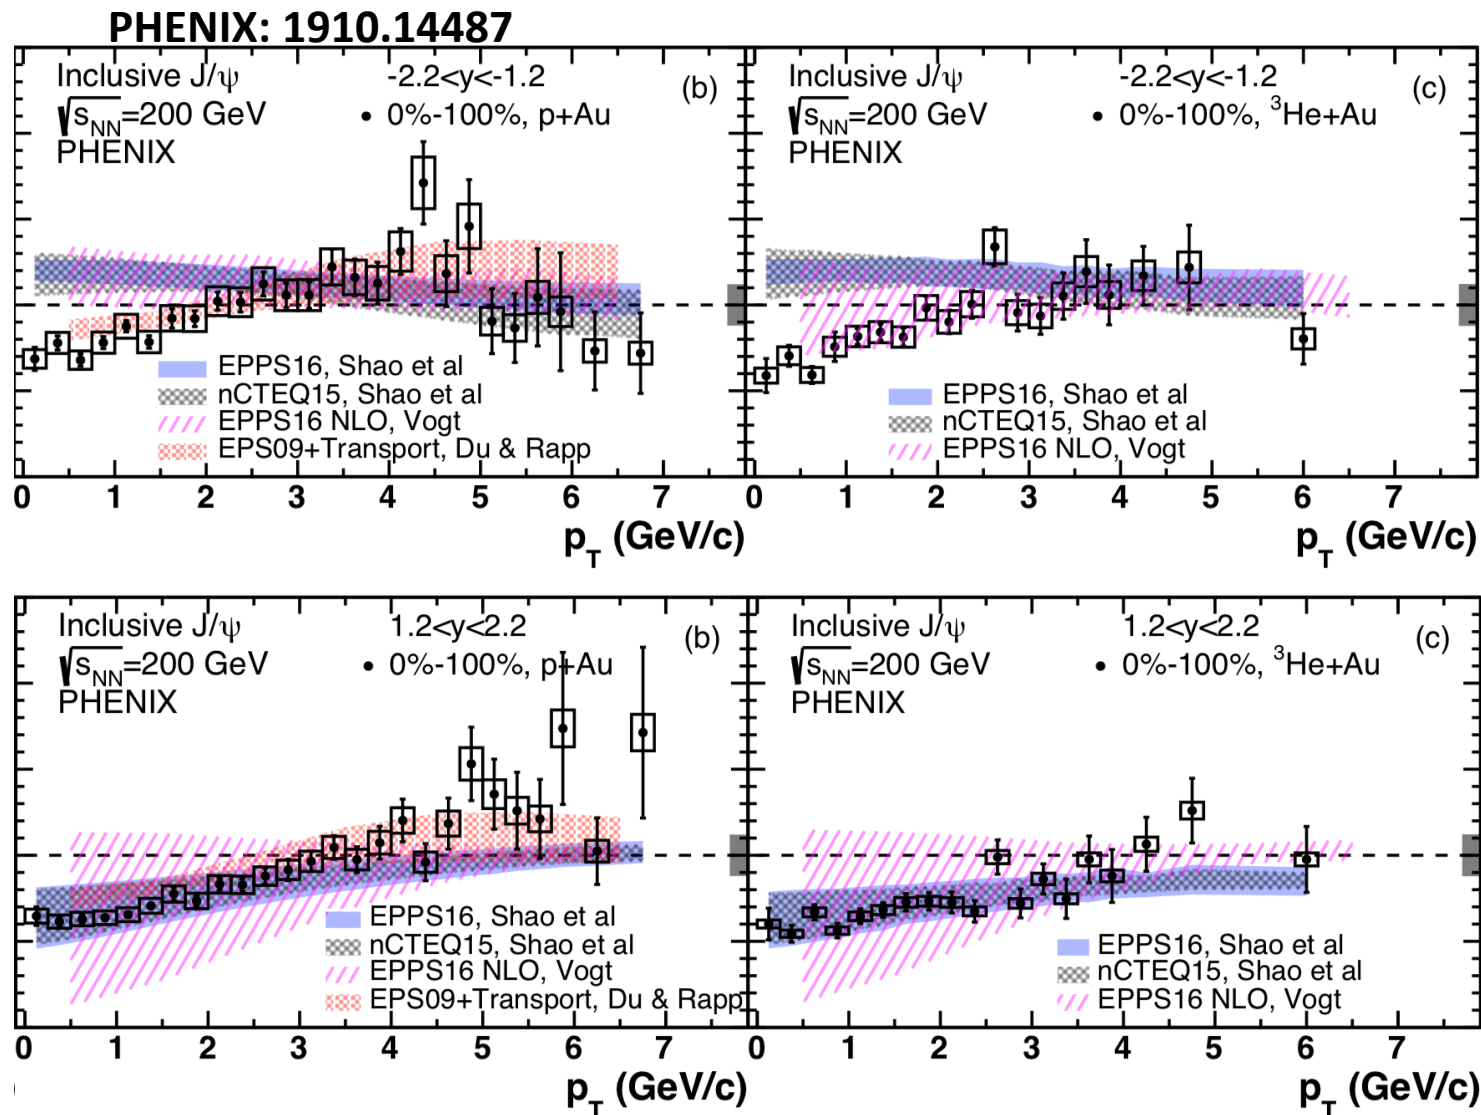 PHENIX: 1910.14487
Inclusive J/ψ
-2.2<y<-1.2
(b)
√sNN=200 GeV
0%-100%, p+Au
PHENIX
EPPS16, Shao et al
nCTEQ15, Shao et al
EPPS16 NLO, Vogt
EPS09+Transport, Du & Rapp
0 1 2 3 4 5 6 7
pT (GeV/c)
Inclusive J/ψ
-2.2<y<-1.2
(c)
√sNN=200 GeV
0%-100%, ³He+Au
PHENIX
EPPS16, Shao et al
nCTEQ15, Shao et al
EPPS16 NLO, Vogt
0 1 2 3 4 5 6 7
pT (GeV/c)
Inclusive J/ψ
1.2<y<2.2
(b)
√sNN=200 GeV
0%-100%, p+Au
PHENIX
EPPS16, Shao et al
nCTEQ15, Shao et al
EPPS16 NLO, Vogt
EPS09+Transport, Du & Rapp
0 1 2 3 4 5 6 7
pT (GeV/c)
Inclusive J/ψ
1.2<y<2.2
(c)
√sNN=200 GeV
0%-100%, ³He+Au
PHENIX
EPPS16, Shao et al
nCTEQ15, Shao et al
EPPS16 NLO, Vogt
0 1 2 3 4 5 6 7
pT (GeV/c)